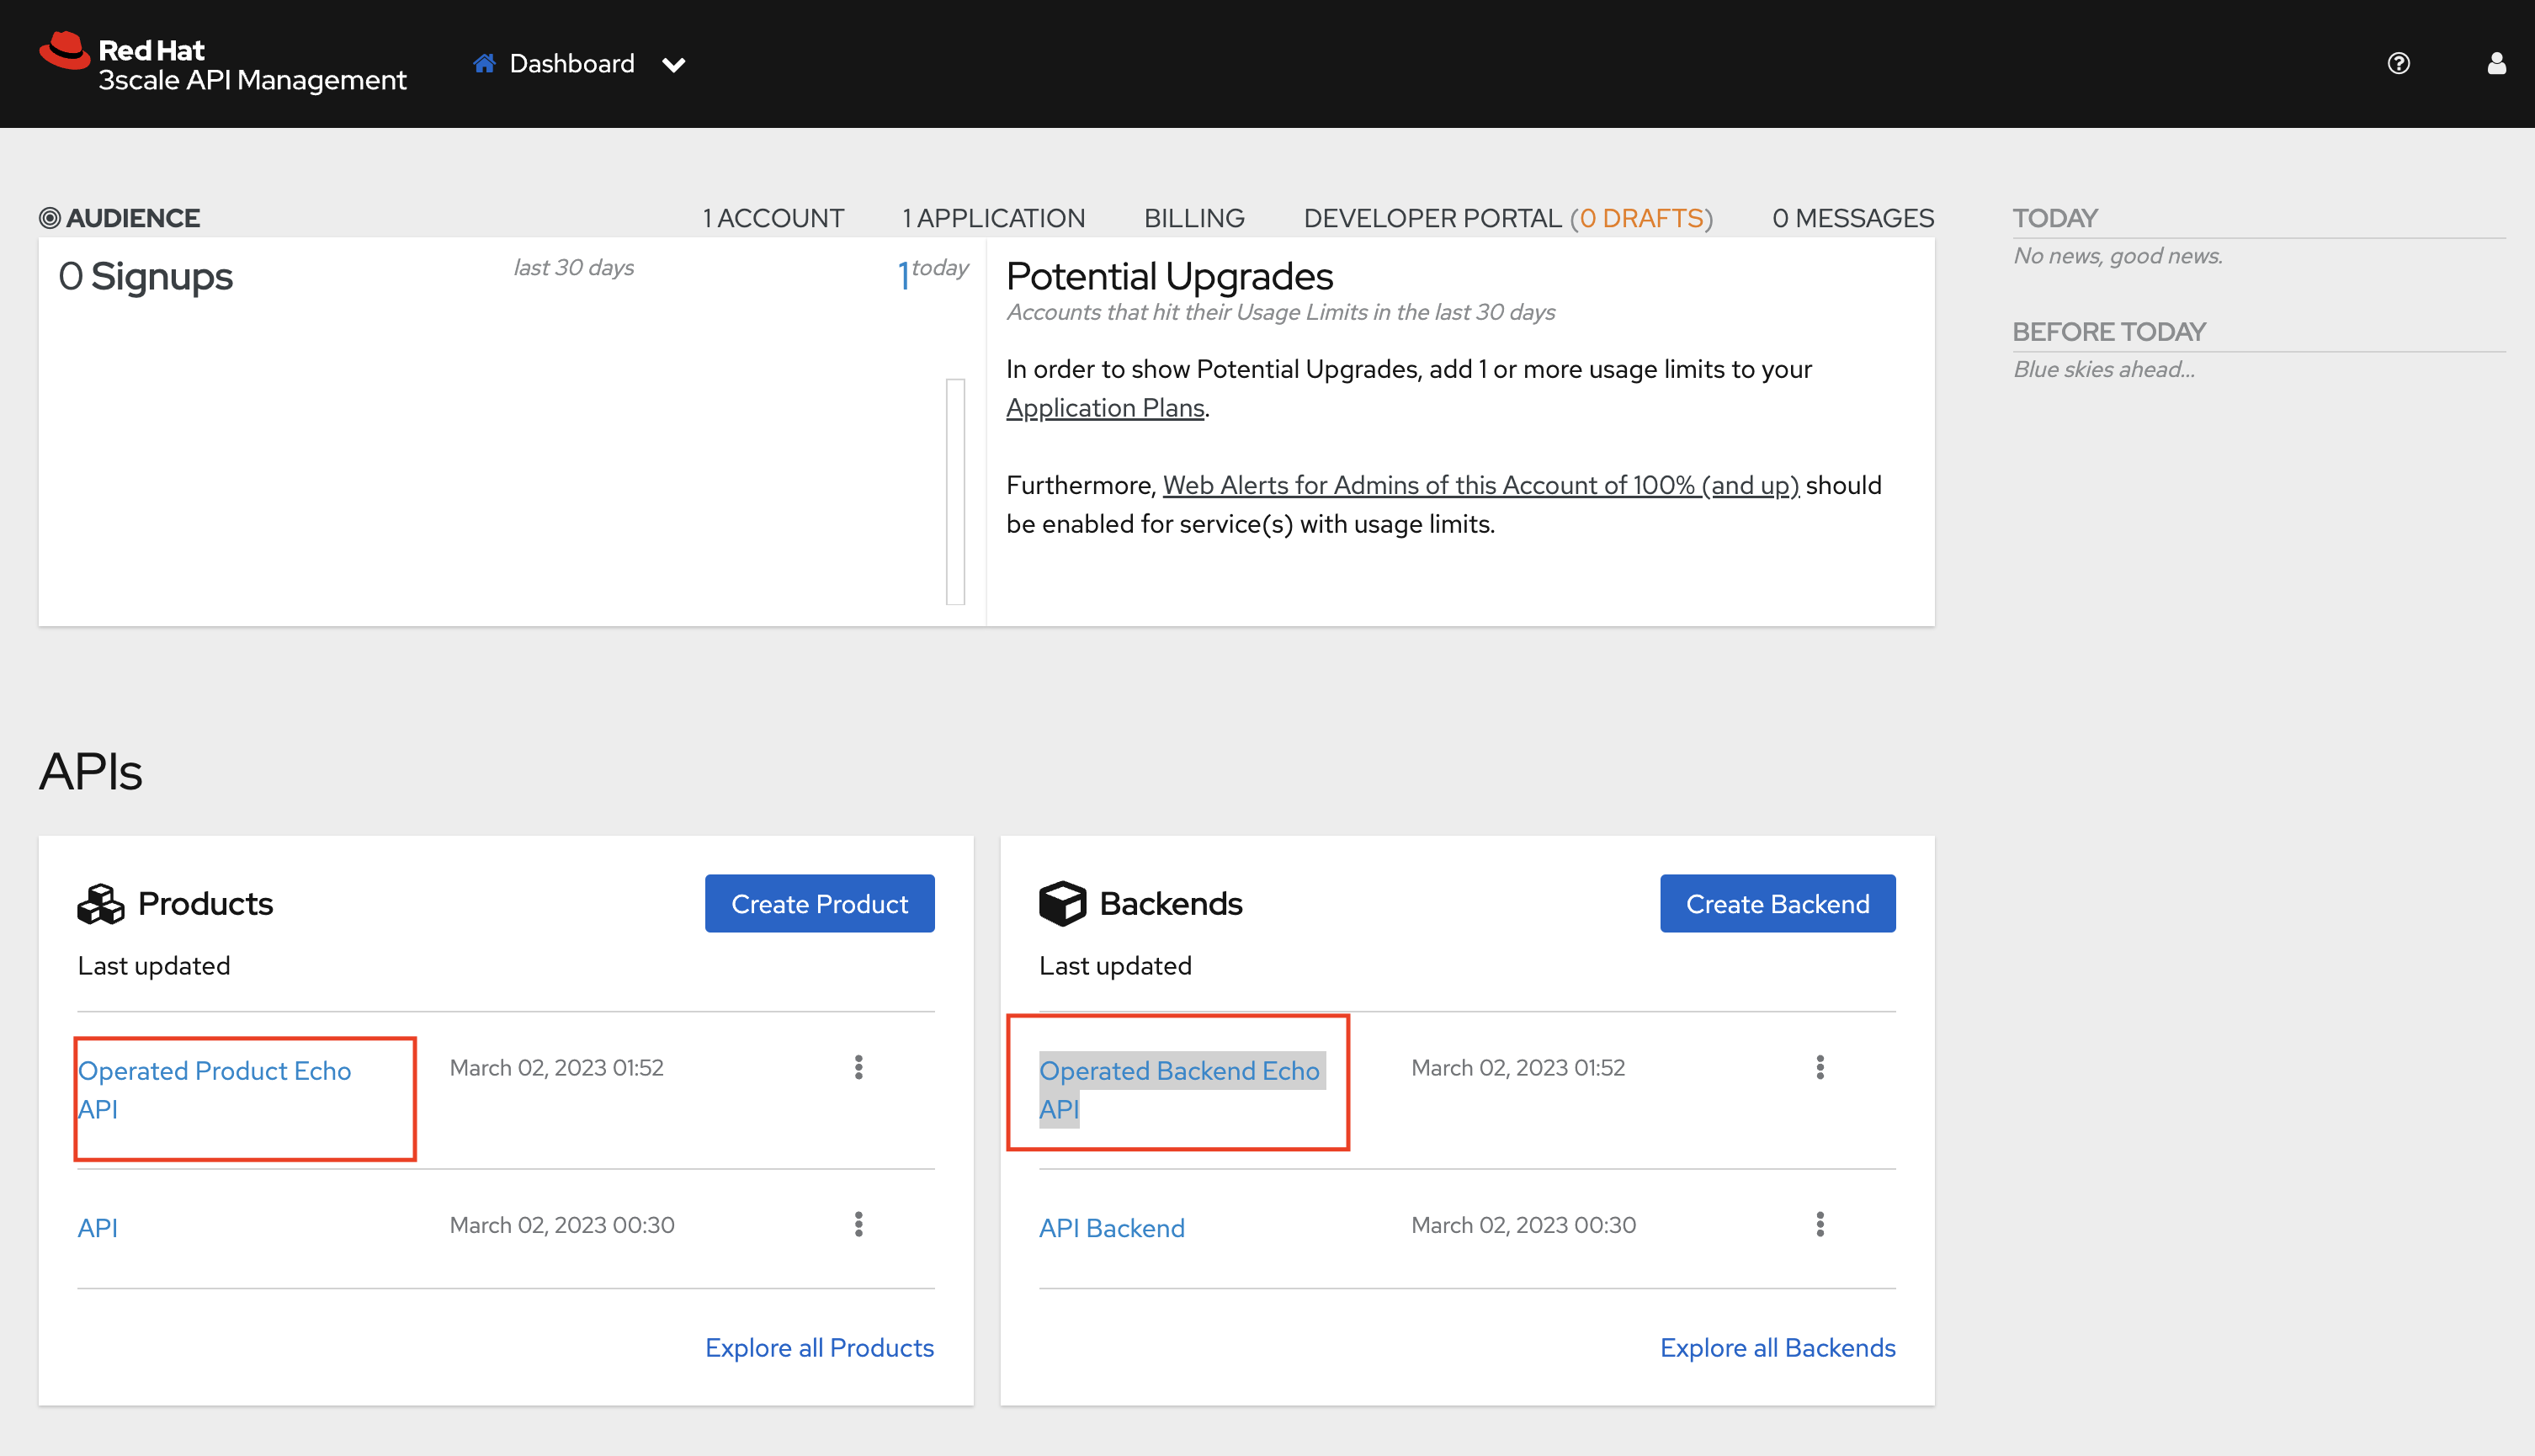 Red Hat
3scale API Management
Dashboard
AUDIENCE
1 ACCOUNT
1 APPLICATION
BILLING
DEVELOPER PORTAL (0 DRAFTS)
0 MESSAGES
0 Signups
last 30 days
1 today
Potential Upgrades
Accounts that hit their Usage Limits in the last 30 days
In order to show Potential Upgrades, add 1 or more usage limits to your
Application Plans.
Furthermore, Web Alerts for Admins of this Account of 100% (and up) should
be enabled for service(s) with usage limits.
TODAY
No news, good news.
BEFORE TODAY
Blue skies ahead...
APIs
Products
Create Product
Last updated
Operated Product Echo
API
March 02, 2023 01:52
API
March 02, 2023 00:30
Explore all Products
Backends
Create Backend
Last updated
Operated Backend Echo
API
March 02, 2023 01:52
API Backend
March 02, 2023 00:30
Explore all Backends